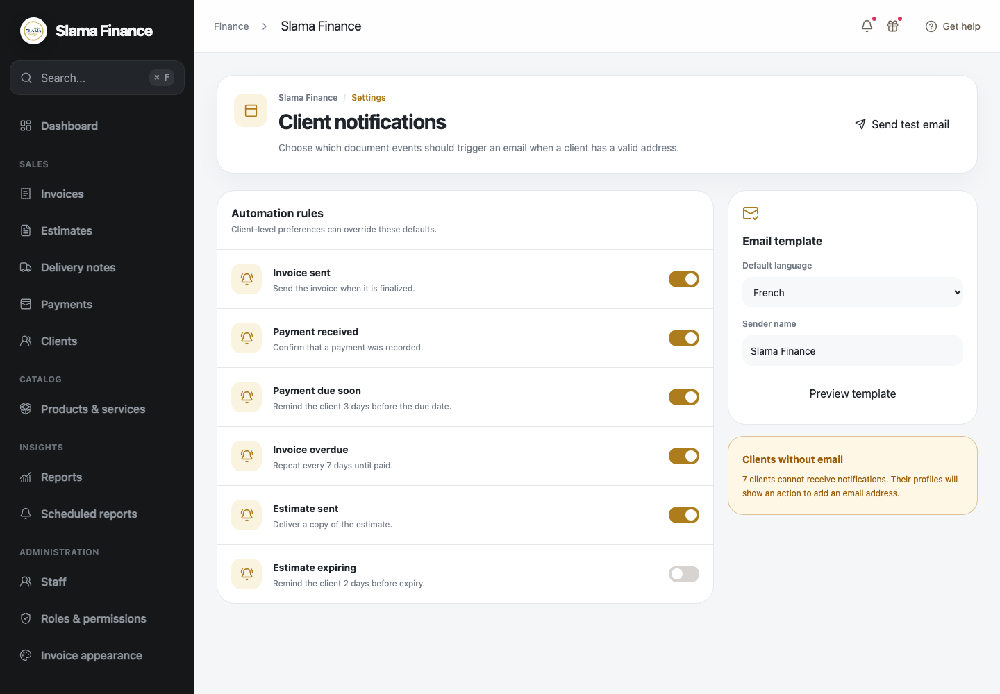 SLAMA
Slama Finance
Search...
⌘ F
Dashboard
SALES
Invoices
Estimates
Delivery notes
Payments
Clients
CATALOG
Products & services
INSIGHTS
Reports
Scheduled reports
ADMINISTRATION
Staff
Roles & permissions
Invoice appearance
Finance > Slama Finance
Get help
Slama Finance / Settings
Client notifications
Choose which document events should trigger an email when a client has a valid address.
Send test email
Automation rules
Client-level preferences can override these defaults.
Invoice sent
Send the invoice when it is finalized.
Payment received
Confirm that a payment was recorded.
Payment due soon
Remind the client 3 days before the due date.
Invoice overdue
Repeat every 7 days until paid.
Estimate sent
Deliver a copy of the estimate.
Estimate expiring
Remind the client 2 days before expiry.
Email template
Default language
French
Sender name
Slama Finance
Preview template
Clients without email
7 clients cannot receive notifications. Their profiles will
show an action to add an email address.